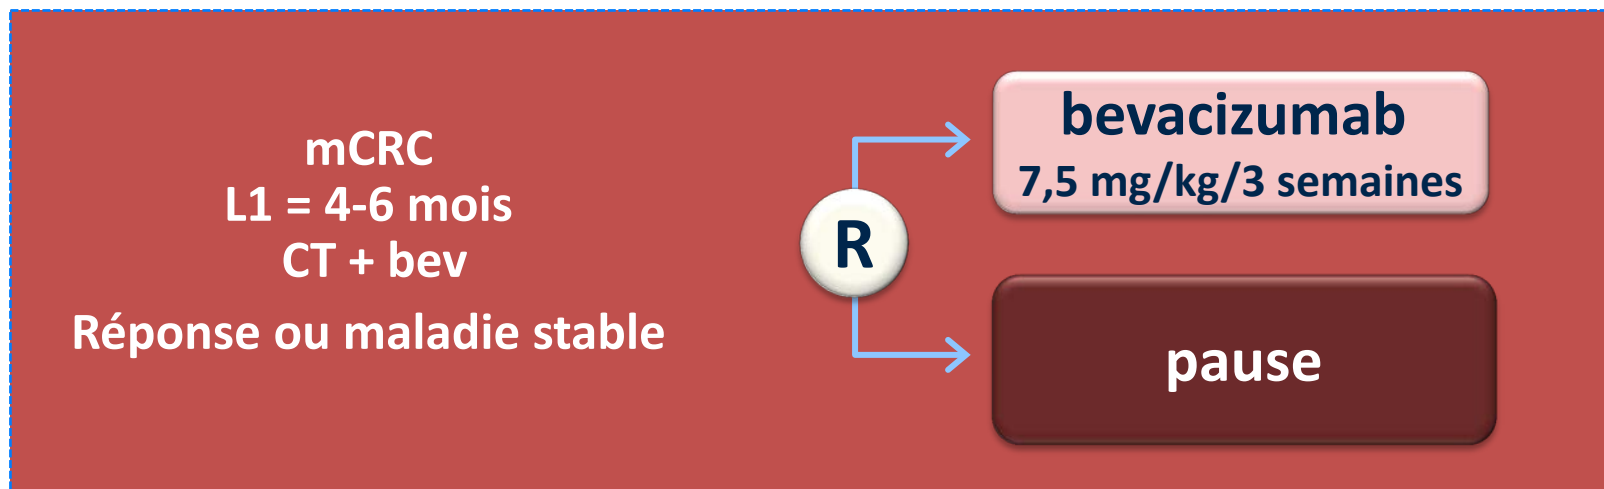 mCRC
L1 = 4-6 mois
CT + bev
Réponse ou maladie stable
R
bevacizumab
7,5 mg/kg/3 semaines
pause